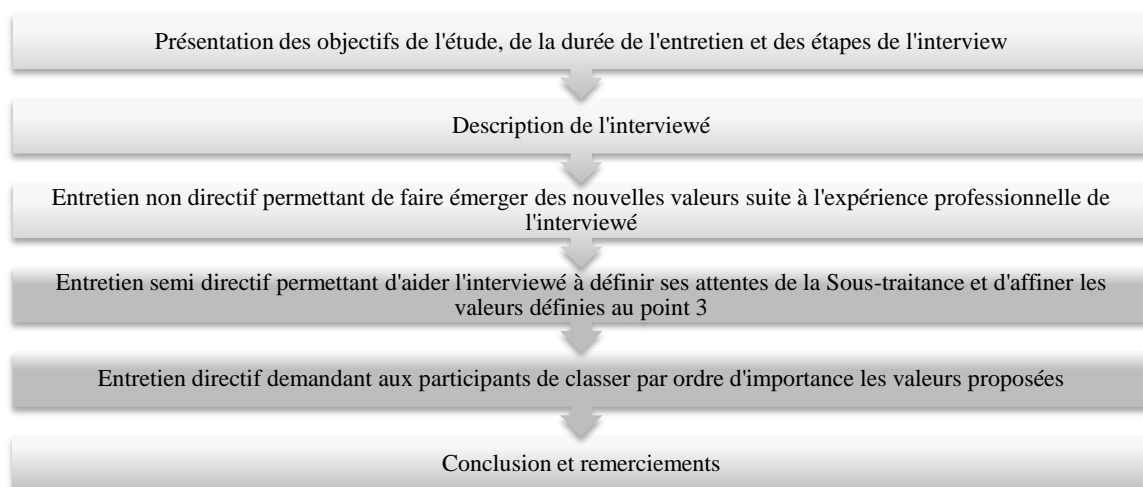 Présentation des objectifs de l'étude, de la durée de l'entretien et des étapes de l'interview
Description de l'interviewé
Entretien non directif permettant de faire émerger des nouvelles valeurs suite à l'expérience professionnelle de
l'interviewé
Entretien semi directif permettant d'aider l'interviewé à définir ses attentes de la Sous-traitance et d'affiner les
valeurs définies au point 3
Entretien directif demandant aux participants de classer par ordre d'importance les valeurs proposées
Conclusion et remerciements